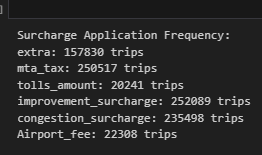 Surcharge Application Frequency:
extra: 157830 trips
mta_tax: 250517 trips
tolls_amount: 20241 trips
improvement_surcharge: 252089 trips
congestion_surcharge: 235498 trips
Airport_fee: 22308 trips